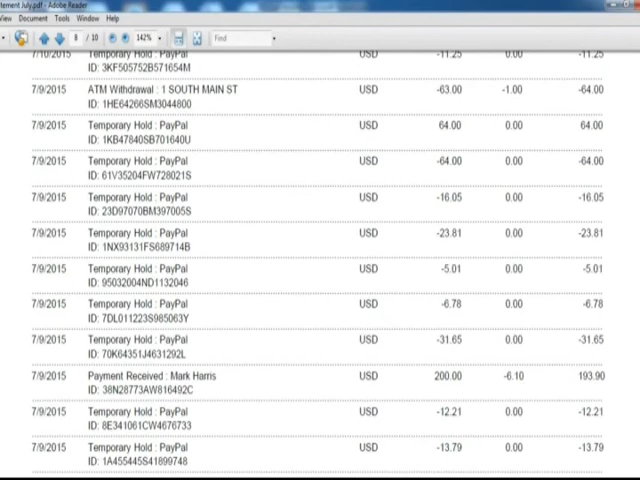 tement July.pdf - Adobe Reader
View Document Tools Window Help
8 / 10 142% Find
7/10/2015 Temporary Hold : PayPal USD -11.25 0.00 -11.25
ID: 3KF505752B571654M
7/9/2015 ATM Withdrawal : 1 SOUTH MAIN ST USD -63.00 -1.00 -64.00
ID: 1HE64266SM3044800
7/9/2015 Temporary Hold : PayPal USD 64.00 0.00 64.00
ID: 1KB47840SB701640U
7/9/2015 Temporary Hold : PayPal USD -64.00 0.00 -64.00
ID: 61V35204FW728021S
7/9/2015 Temporary Hold : PayPal USD -16.05 0.00 -16.05
ID: 23D97070BM397005S
7/9/2015 Temporary Hold : PayPal USD -23.81 0.00 -23.81
ID: 1NX93131FS689714B
7/9/2015 Temporary Hold : PayPal USD -5.01 0.00 -5.01
ID: 95032004ND1132046
7/9/2015 Temporary Hold : PayPal USD -6.78 0.00 -6.78
ID: 7DL011223S985063Y
7/9/2015 Temporary Hold : PayPal USD -31.65 0.00 -31.65
ID: 70K64351J4631292L
7/9/2015 Payment Received : Mark Harris USD 200.00 -6.10 193.90
ID: 38N28773AW816492C
7/9/2015 Temporary Hold : PayPal USD -12.21 0.00 -12.21
ID: 8E341061CW4676733
7/9/2015 Temporary Hold : PayPal USD -13.79 0.00 -13.79
ID: 1A455445S41899748